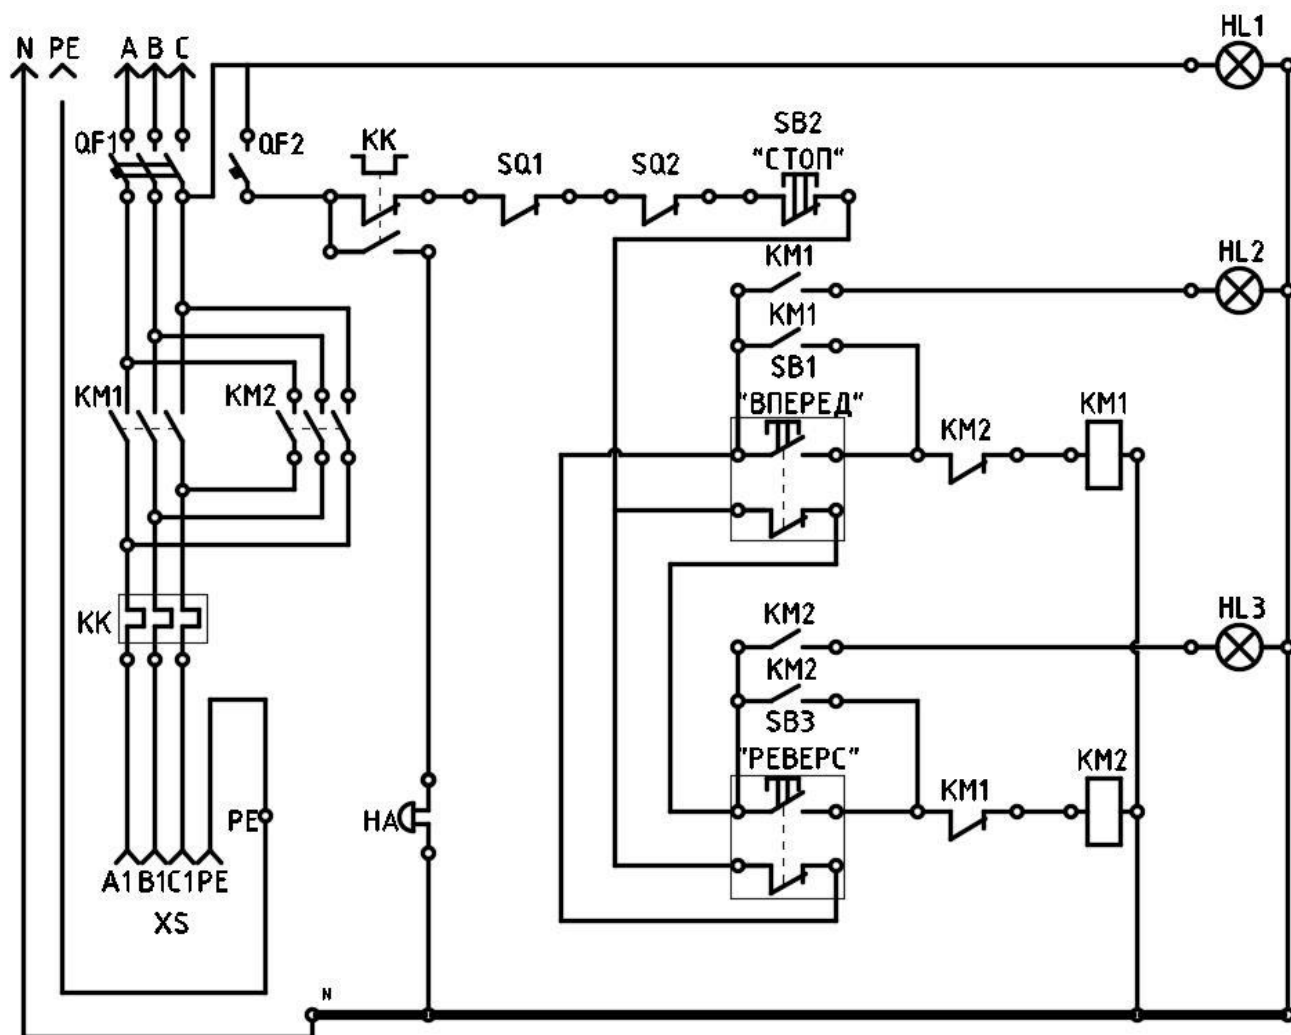 HL1
N PE A B C
QF1 QF2 KK SB2
SQ1 SQ2 "СТОП"
KM1 HL2
KM1
SB1
KM1 KM2 "ВПЕРЕД" KM1
KM2
KK KM2 HL3
KM2
SB3
"РЕВЕРС" KM2
KM1
PE HA
A1 B1 C1 PE
XS
N